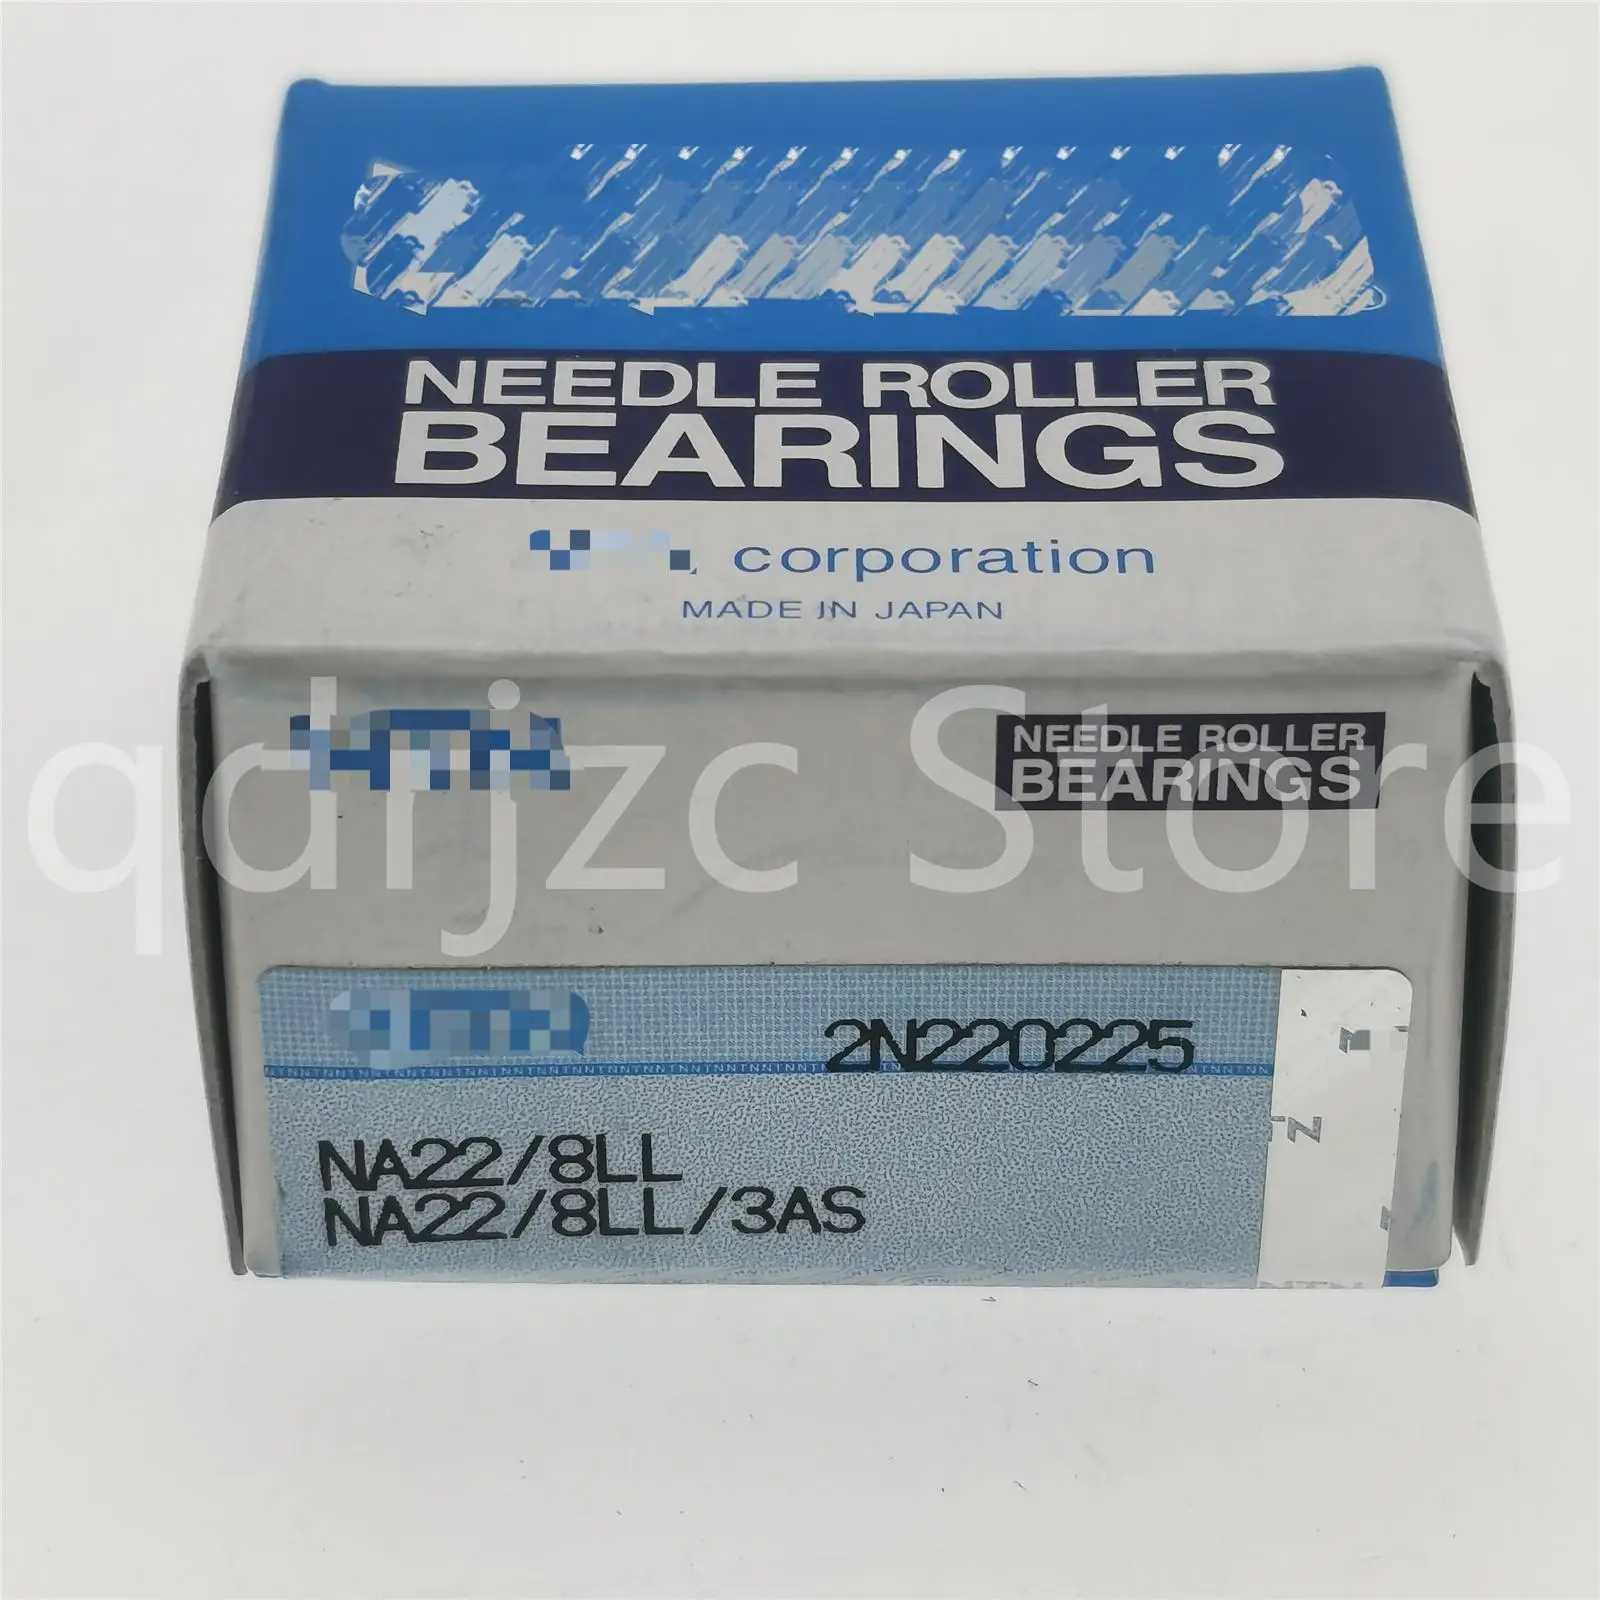 NEEDLE ROLLER
BEARINGS
corporation
MADE IN JAPAN
NEEDLE ROLLER
BEARINGS
qdrjzc Store
2N220225
NA22/8LL
NA22/8LL/3AS